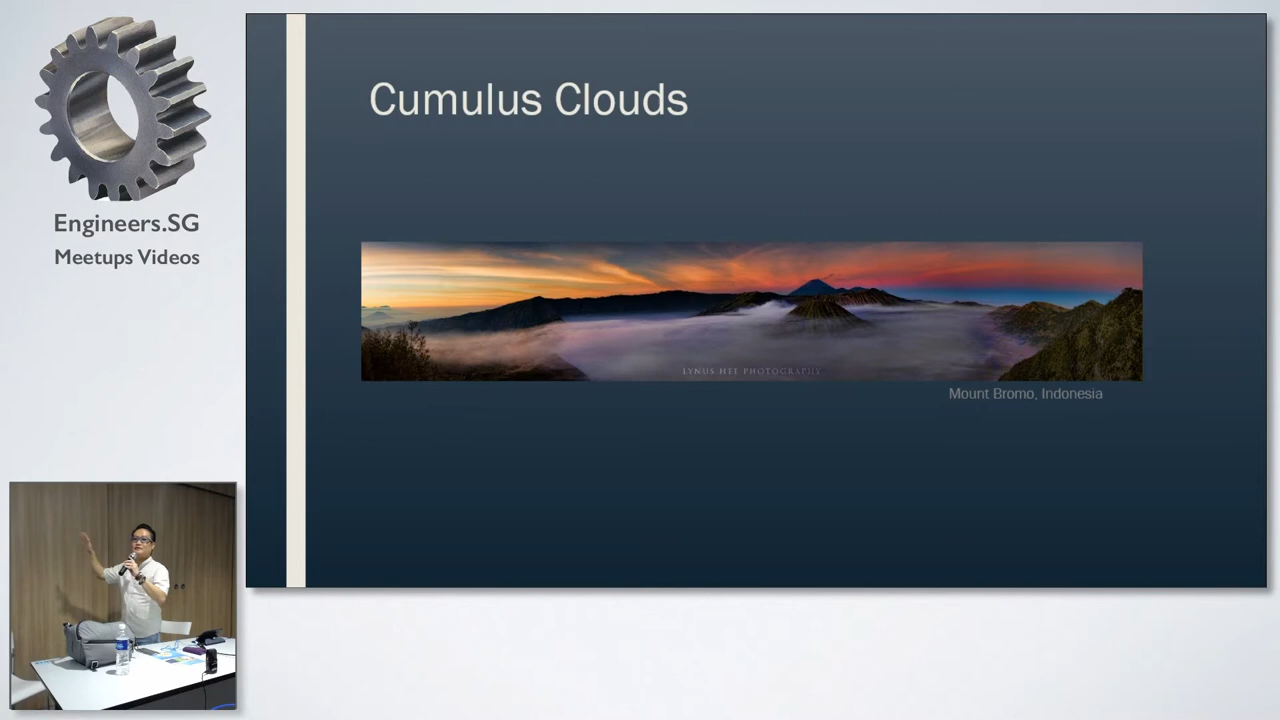 Engineers.SG
Meetups Videos
Cumulus Clouds
LYNUS HEE PHOTOGRAPHY
Mount Bromo, Indonesia